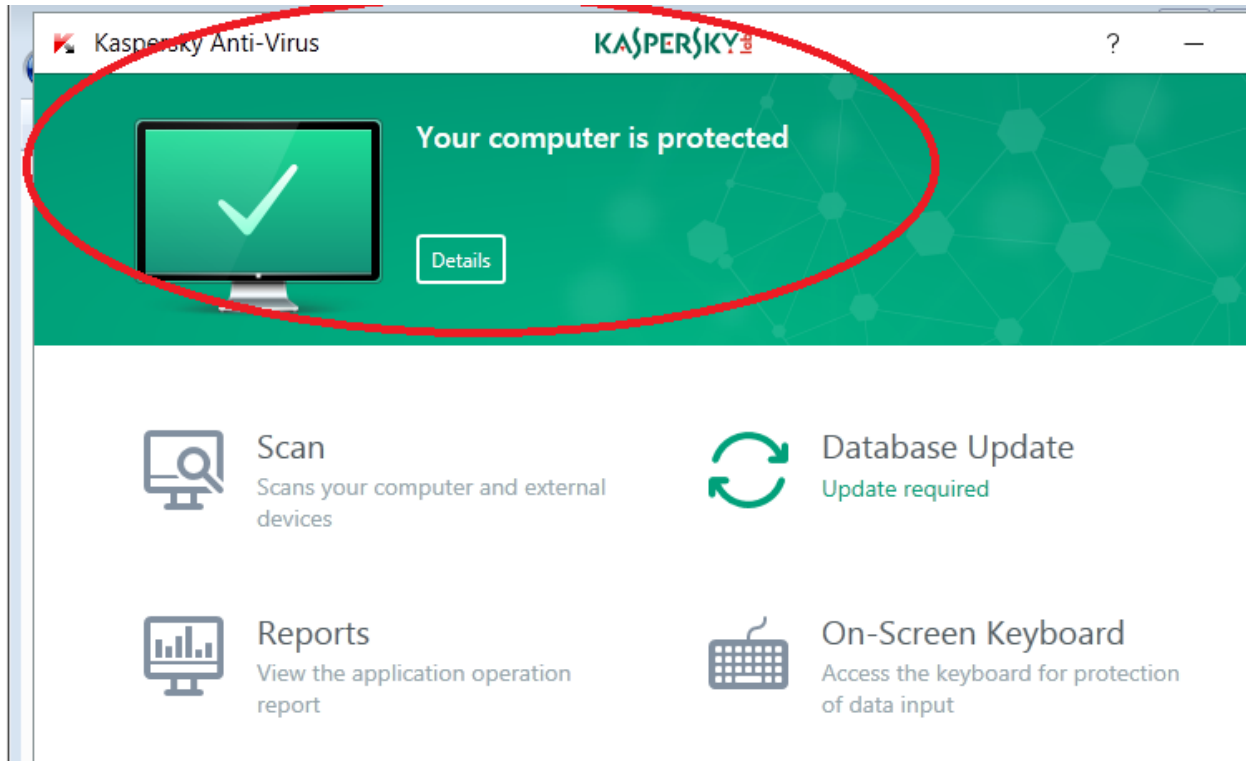 Kaspersky Anti-Virus
KASPERSKY lab
?
Your computer is protected
Details
Scan
Scans your computer and external
devices
Database Update
Update required
Reports
View the application operation
report
On-Screen Keyboard
Access the keyboard for protection
of data input